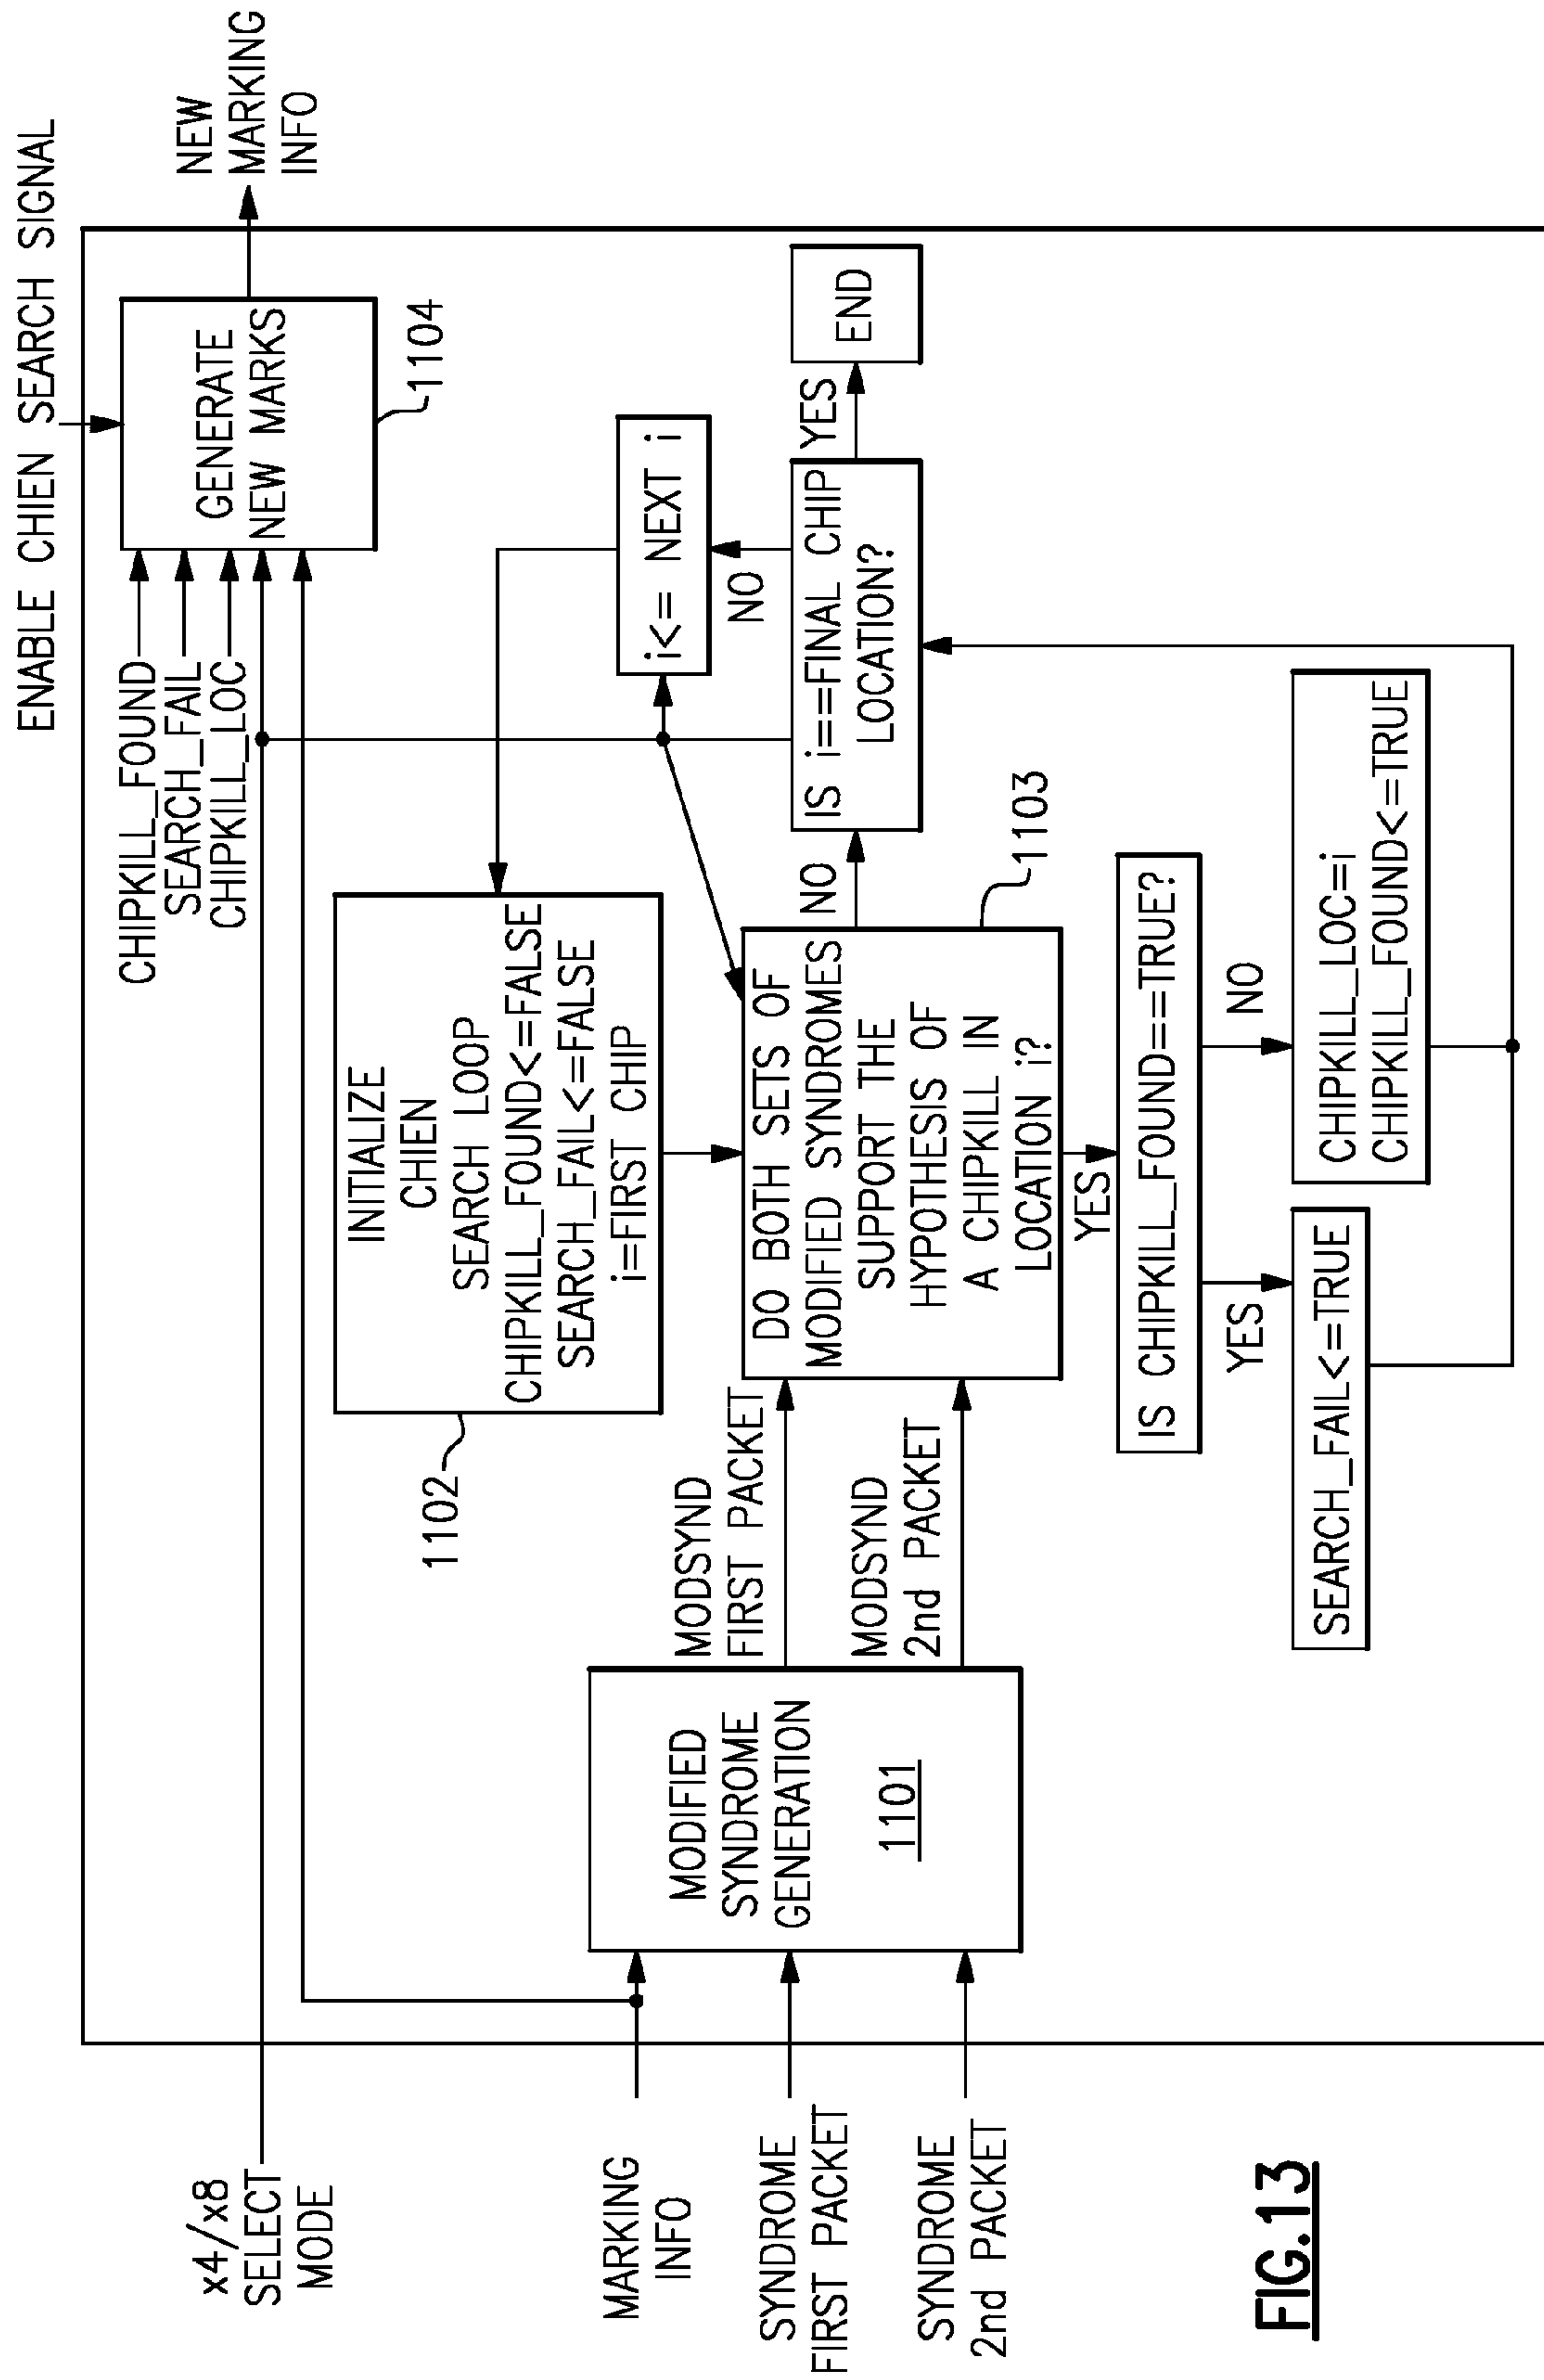 ENABLE CHIEN SEARCH SIGNAL
CHIPKILL_FOUND
SEARCH_FAIL
CHIPKILL_LOC
GENERATE
NEW MARKS
1104
NEW
MARKING
INFO
x4/x8
SELECT
MODE
MARKING
INFO
SYNDROME
FIRST PACKET
SYNDROME
2nd PACKET
MODIFIED
SYNDROME
GENERATION
1101
MODSYND
FIRST PACKET
MODSYND
2nd PACKET
1102
INITIALIZE
CHIEN
SEARCH LOOP
CHIPKILL_FOUND<=FALSE
SEARCH_FAIL<=FALSE
i=FIRST CHIP
DO BOTH SETS OF
MODIFIED SYNDROMES
SUPPORT THE
HYPOTHESIS OF
A CHIPKILL IN
LOCATION i?
1103
NO
YES
i<= NEXT i
NO
IS i==FINAL CHIP
LOCATION?
YES
END
IS CHIPKILL_FOUND==TRUE?
YES
NO
SEARCH_FAIL<=TRUE
CHIPKILL_LOC=i
CHIPKILL_FOUND<=TRUE
FIG.13